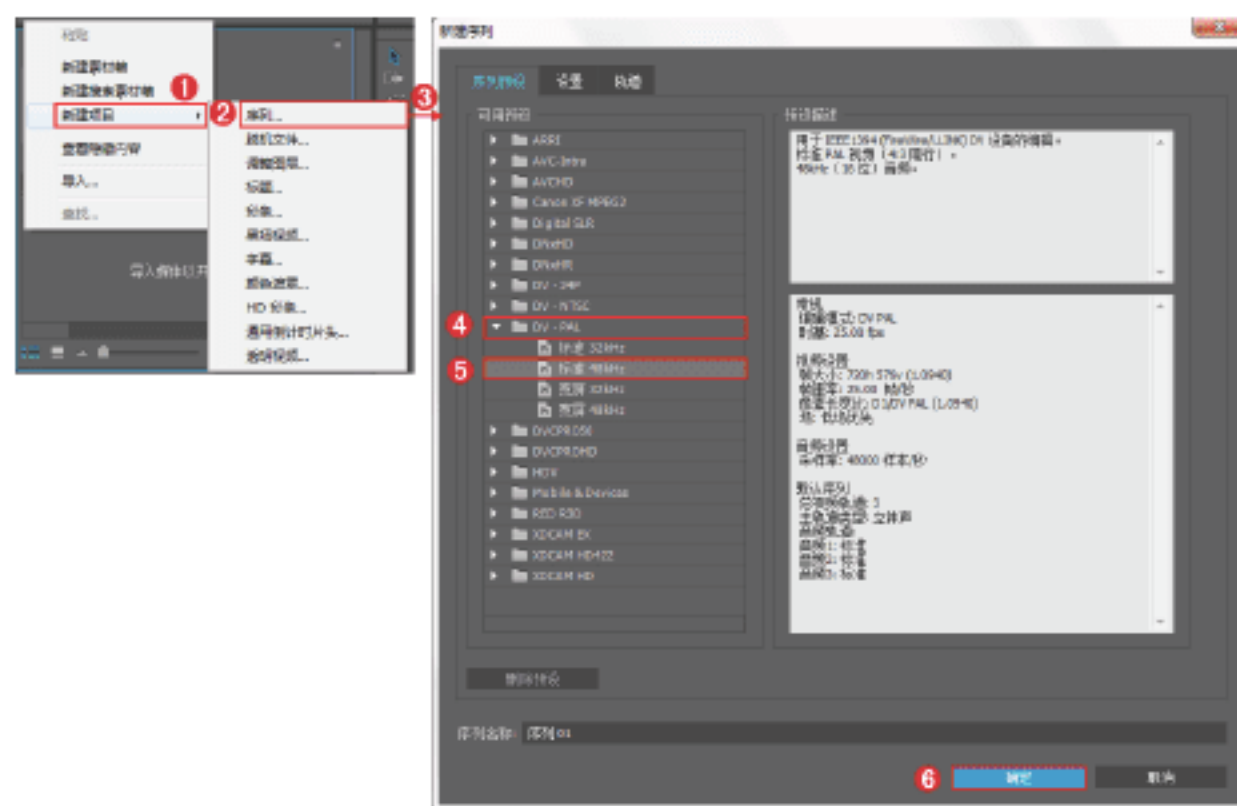 粘贴
新建素材箱
新建搜索素材箱
1
新建项目
查看隐藏内容
导入...
查找...
导入媒体以开
2
序列...
脱机文件...
调整图层...
标题...
彩条...
黑场视频...
字幕...
颜色遮罩...
HD 彩条...
通用倒计时片头...
透明视频...
3
新建序列
序列预设
设置
轨道
可用预设
ARRI
AVC-Intra
AVCHD
Canon XF MPEG2
Digital SLR
DNxHD
DNxHR
DV - 24P
DV - NTSC
4
DV - PAL
标准 32kHz
5
标准 48kHz
宽屏 32kHz
宽屏 48kHz
DVCPRO50
DVCPROHD
HDV
Mobile & Devices
RED R3D
XDCAM EX
XDCAM HD422
XDCAM HD
预设描述
用于 IEEE1394 (FireWire/i.LINK) DV 设备的编辑。
标准 PAL 视频（4:3 隔行）。
48kHz（16 位）音频。
常规
编辑模式: DV PAL
时基: 25.00 fps
视频设置
帧大小: 720h 576v (1.0940)
帧速率: 25.00 帧/秒
像素长宽比: D1/DV PAL (1.0940)
场: 低场优先
音频设置
采样率: 48000 样本/秒
默认序列
总视频轨道: 3
主轨道类型: 立体声
音频轨道:
音频1: 标准
音频2: 标准
音频3: 标准
删除预设
序列名称: 序列 01
6
确定
取消